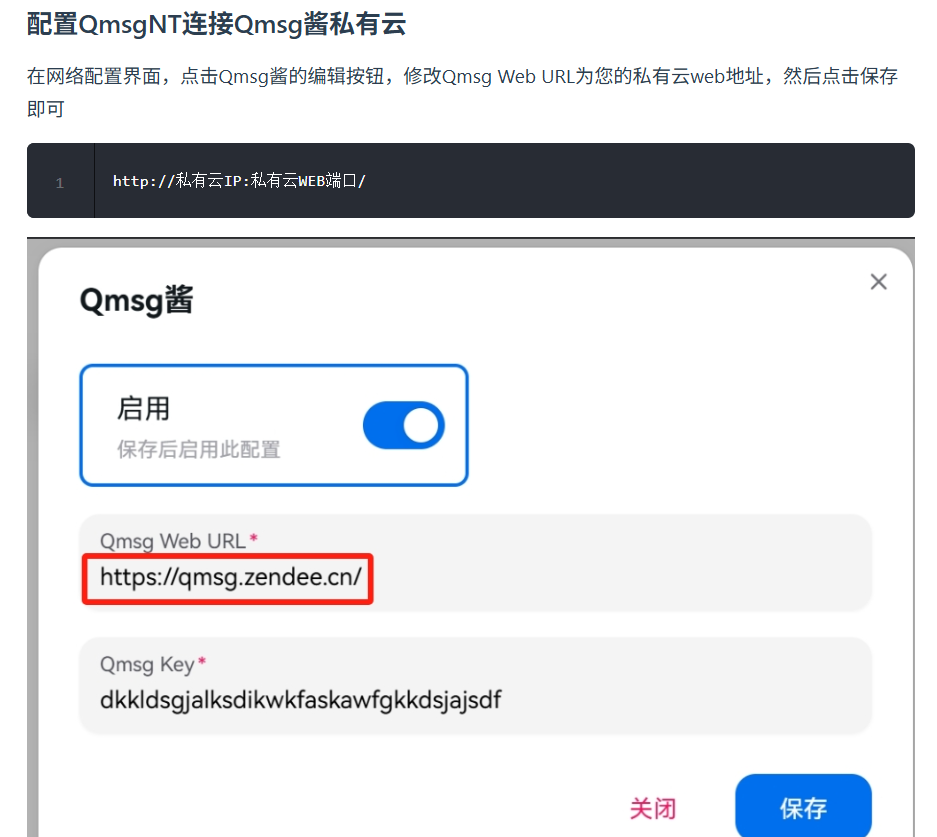 配置QmsgNT连接Qmsg酱私有云
在网络配置界面，点击Qmsg酱的编辑按钮，修改Qmsg Web URL为您的私有云web地址，然后点击保存
即可
1 http://私有云IP:私有云WEB端口/
Qmsg酱
启用
保存后启用此配置
Qmsg Web URL*
https://qmsg.zendee.cn/
Qmsg Key*
dkkldsgjalksdikwkfaskawfgkkdsjajsdf
关闭 保存